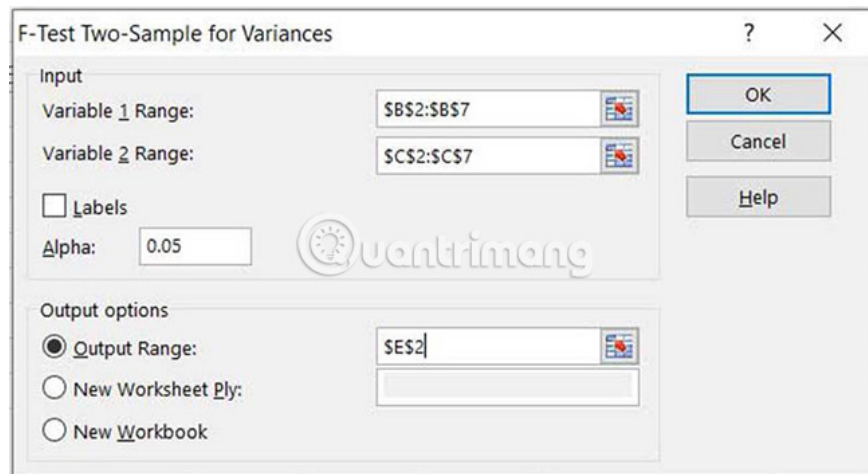 F-Test Two-Sample for Variances
Input
Variable 1 Range: $B$2:$B$7
Variable 2 Range: $C$2:$C$7
Labels
Alpha: 0.05
Output options
Output Range: $E$2
New Worksheet Ply:
New Workbook
?
OK
Cancel
Help
Quantrimang